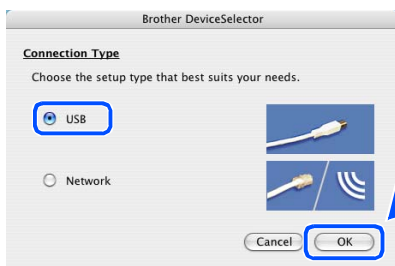 Brother DeviceSelector
Connection Type
Choose the setup type that best suits your needs.
USB
Network
Cancel OK